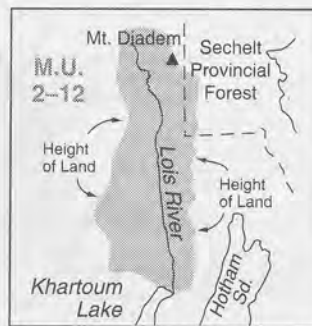 Mt. Diadem
Sechelt
Provincial
Forest
M.U.
2-12
Height
of Land
Lois River
Height
of Land
Khartoum
Lake
Hotham
Sd.